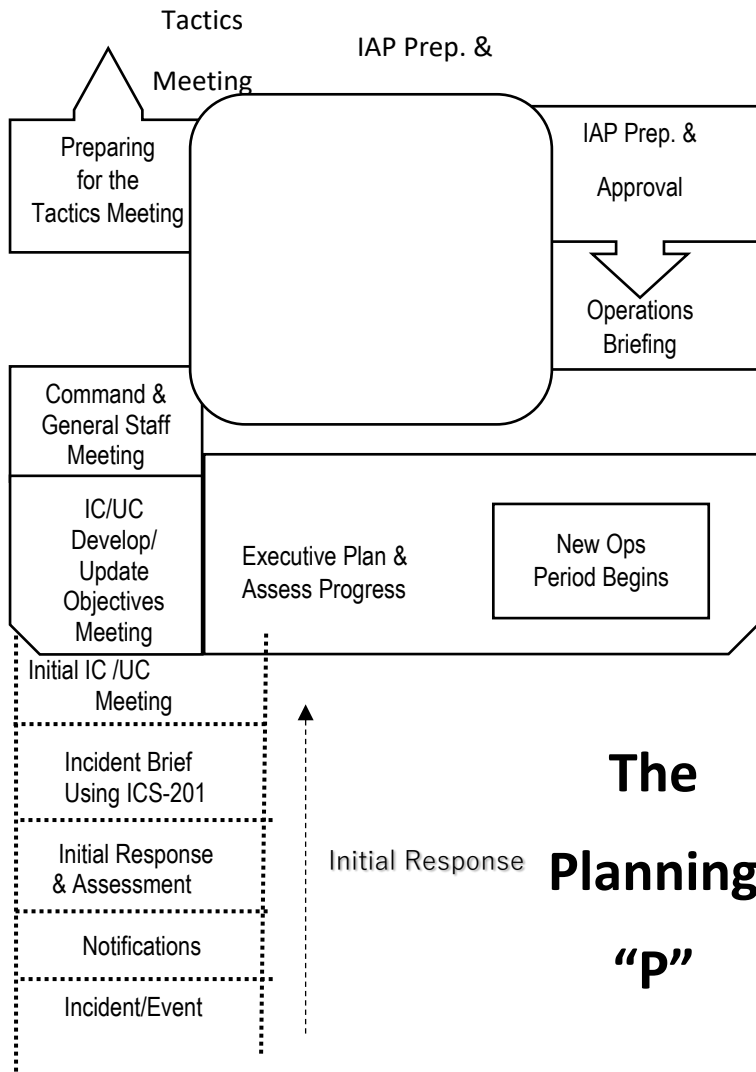 Tactics
Meeting
IAP Prep. &
Preparing
for the
Tactics Meeting
IAP Prep. &
Approval
Operations
Briefing
Command &
General Staff
Meeting
IC/UC
Develop/
Update
Objectives
Meeting
Executive Plan &
Assess Progress
New Ops
Period Begins
Initial IC /UC
Meeting
Incident Brief
Using ICS-201
Initial Response
& Assessment
Notifications
Incident/Event
Initial Response
The
Planning
“P”